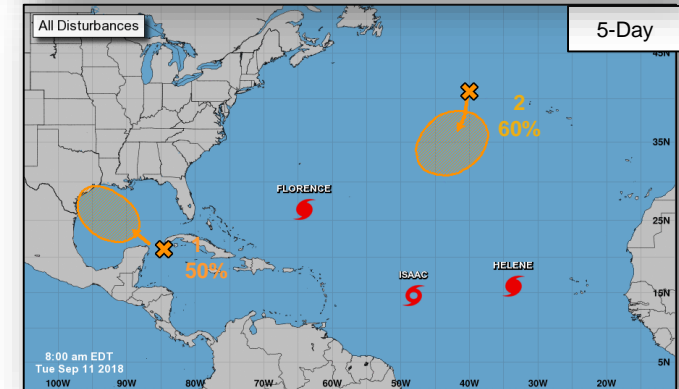 All Disturbances
5-Day
45N
2
60%
35N
FLORENCE
25N
1
50%
ISAAC
HELENE
15N
8:00 am EDT
Tue Sep 11 2018
5N
100W 90W 80W 70W 60W 50W 40W 30W 20W